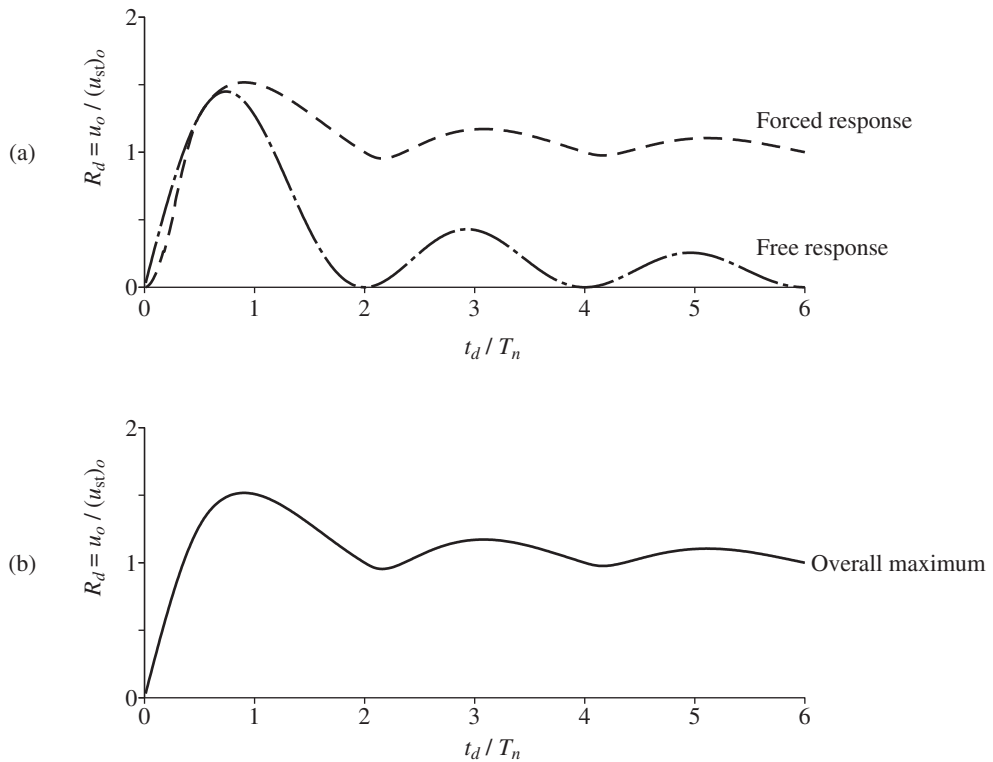 2
(a)
R_d = u_o / (u_st)_o
1
0
Forced response
Free response
0 1 2 3 4 5 6
t_d / T_n
2
(b)
R_d = u_o / (u_st)_o
1
0
Overall maximum
0 1 2 3 4 5 6
t_d / T_n